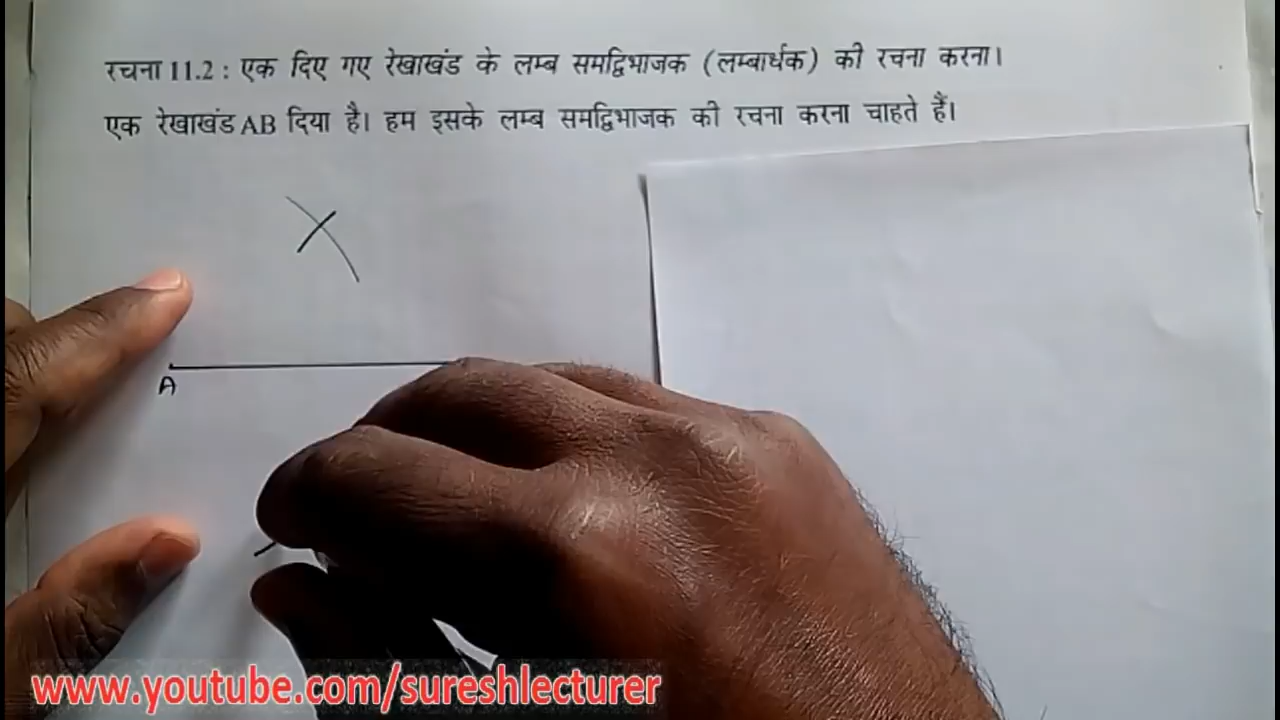 रचना 11.2 : एक दिए गए रेखाखंड के लम्ब समद्विभाजक (लम्बार्धक) की रचना करना।
एक रेखाखंड AB दिया है। हम इसके लम्ब समद्विभाजक की रचना करना चाहते हैं।
A
www.youtube.com/sureshlecturer